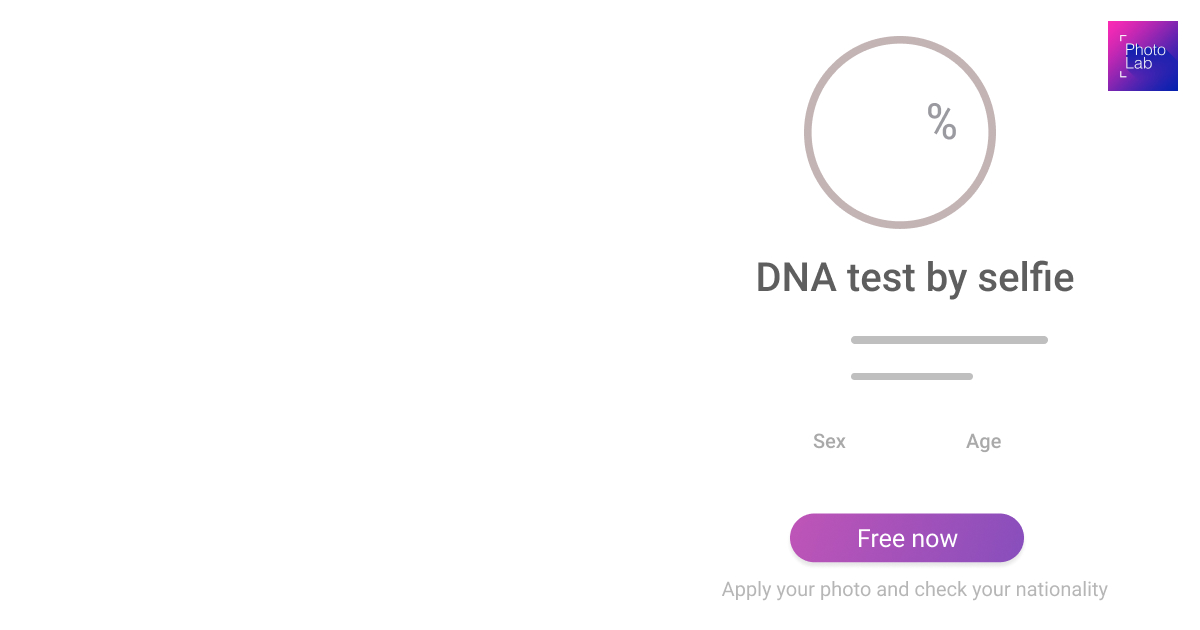 Photo
Lab
%
DNA test by selfie
Sex Age
Free now
Apply your photo and check your nationality